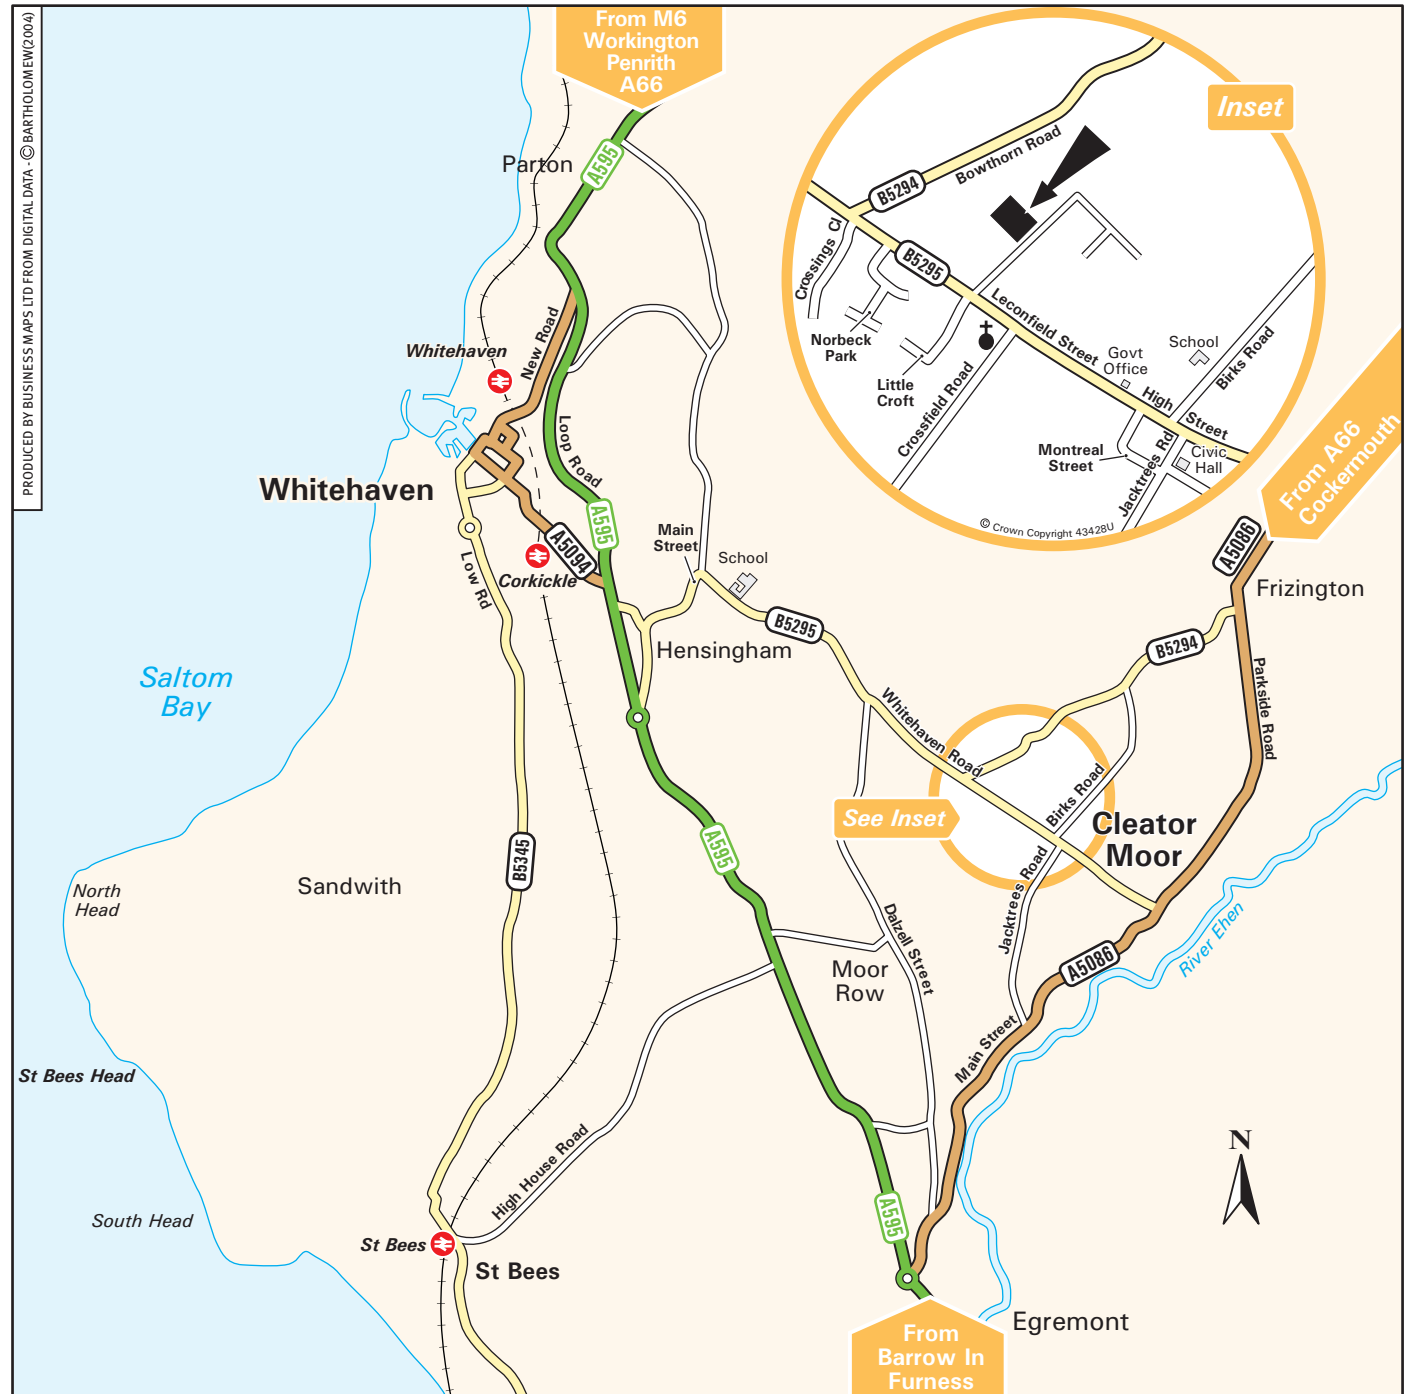 PRODUCED BY BUSINESS MAPS LTD FROM DIGITAL DATA - © BARTHOLOMEW(2004)
From M6
Workington
Penrith
A66
Inset
Bowthorn Road
B5294
Crossings Cl
B5295
Leconfield Street
Norbeck
Park
Little
Croft
Crossfield Road
Govt
Office
School
Birks Road
High Street
Montreal
Street
Jacktrees Rd
Civic
Hall
© Crown Copyright 43428U
From A66
Cockermouth
Parton
A595
New Road
Whitehaven
Loop Road
Whitehaven
A595
A5094
Corkickle
Low Rd
Main
Street
School
A5086
Frizington
B5295
Hensingham
B5294
Parkside Road
Saltom
Bay
Whitehaven Road
Birks Road
See Inset
Cleator
Moor
A595
B5345
Jacktrees Road
North
Head
Sandwith
Dalzell Street
River Ehen
A5086
Moor
Row
Main Street
St Bees Head
High House Road
N
South Head
A595
St Bees
St Bees
Egremont
From
Barrow In
Furness